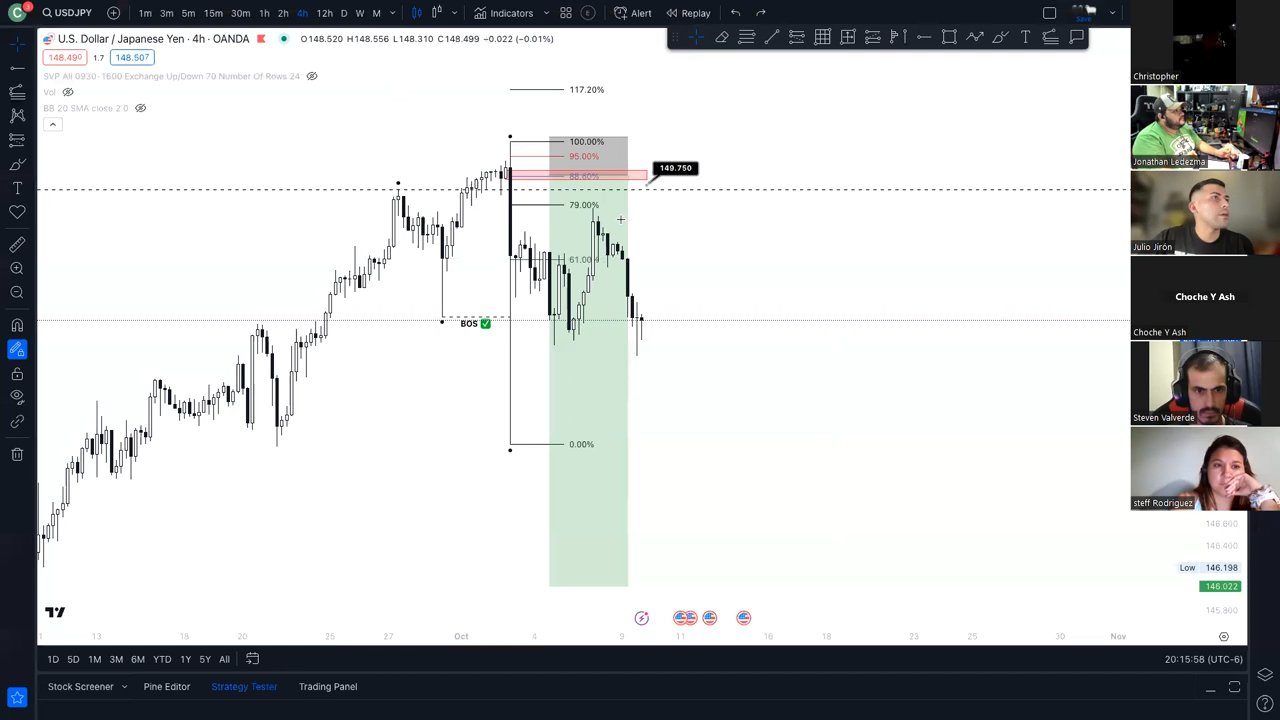 C
3
USDJPY
1m 3m 5m 15m 30m 1h 2h 4h 12h D W M
Indicators
Alert
Replay
Save
U.S. Dollar / Japanese Yen · 4h · OANDA
O148.520 H148.556 L148.310 C148.499 −0.022 (−0.01%)
148.490 1.7 148.507
SVP All 0930-1600 Exchange Up/Down 70 Number Of Rows 24
Vol
BB 20 SMA close 2 0
117.20%
100.00%
95.00%
88.60%
149.750
79.00%
61.00%
BOS ✅
0.00%
146.800
146.400
Low 146.198
146.022
145.800
13 18 20 25 27 Oct 4 9 11 16 18 23 25 30 Nov
1D 5D 1M 3M 6M YTD 1Y 5Y All
20:15:58 (UTC-6)
Stock Screener
Pine Editor
Strategy Tester
Trading Panel
Christopher
Jonathan Ledezma
Julio Jirón
Choche Y Ash
Choche Y Ash
Steven Valverde
steff Rodriguez